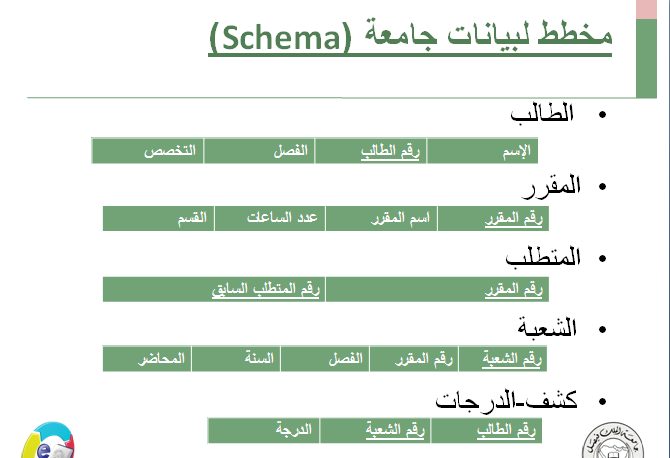 مخطط لبيانات جامعة (Schema)
• الطالب
الإسم رقم الطالب الفصل التخصص
• المقرر
رقم المقرر اسم المقرر عدد الساعات القسم
• المتطلب
رقم المقرر رقم المتطلب السابق
• الشعبة
رقم الشعبة رقم المقرر الفصل السنة المحاضر
• كشف-الدرجات
رقم الطالب رقم الشعبة الدرجة